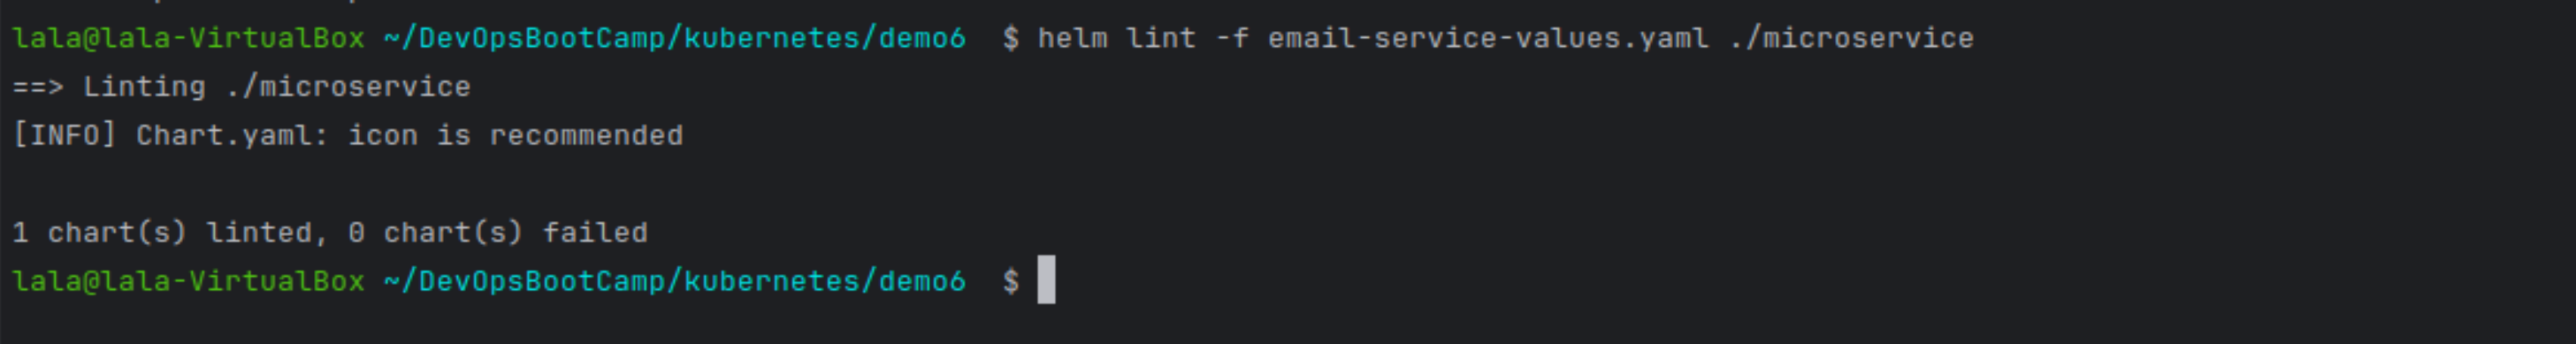 lala@lala-VirtualBox ~/DevOpsBootCamp/kubernetes/demo6 $ helm lint -f email-service-values.yaml ./microservice
==> Linting ./microservice
[INFO] Chart.yaml: icon is recommended
1 chart(s) linted, 0 chart(s) failed
lala@lala-VirtualBox ~/DevOpsBootCamp/kubernetes/demo6 $